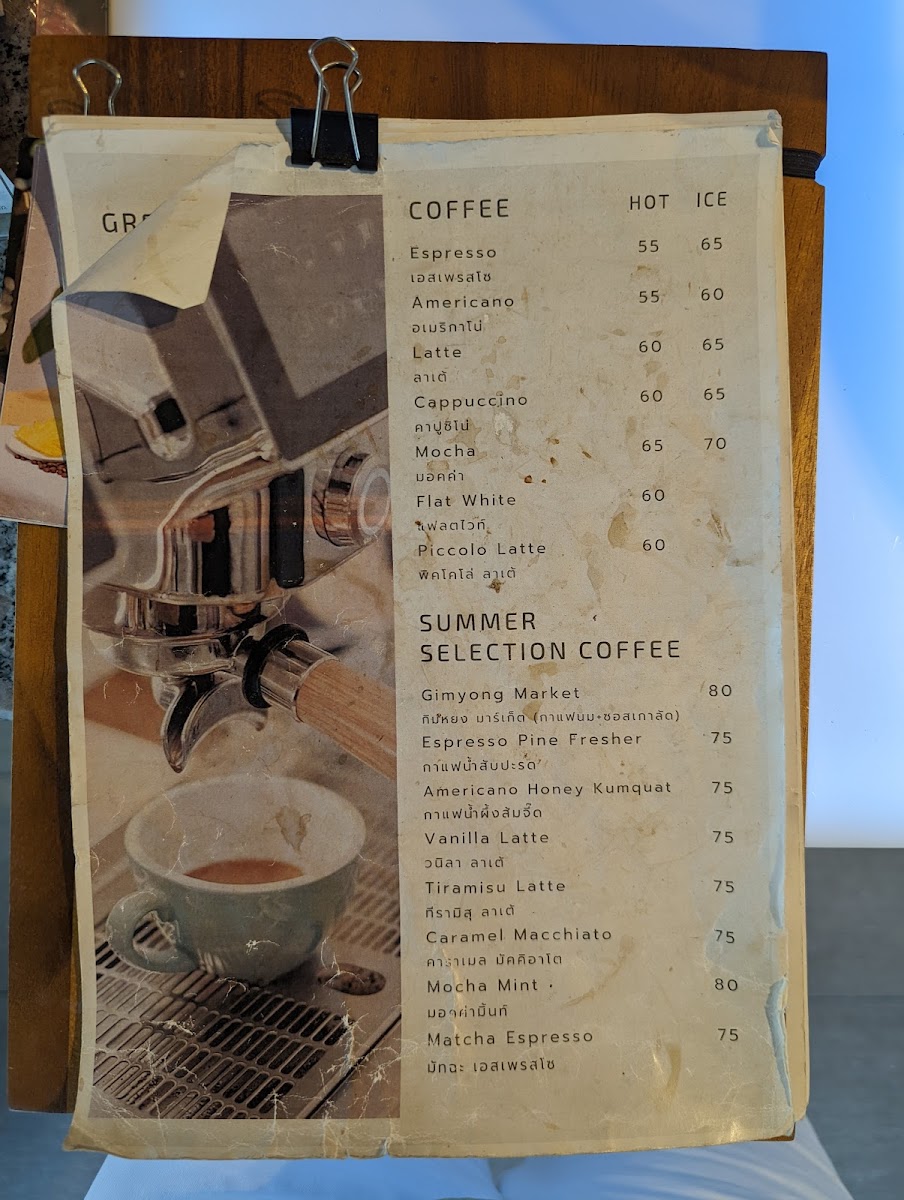 COFFEE HOT ICE
Espresso 55 65
เอสเพรสโซ
Americano 55 60
อเมริกาโน่
Latte 60 65
ลาเต้
Cappuccino 60 65
คาปูชิโน่
Mocha 65 70
มอคค่า
Flat White 60
แฟลตไวท์
Piccolo Latte 60
พิคโคโล่ ลาเต้
SUMMER
SELECTION COFFEE
Gimyong Market 80
กิมหยง มาร์เก็ต (กาแฟนม+ซอสเกาลัด)
Espresso Pine Fresher 75
กาแฟน้ำสับปะรด
Americano Honey Kumquat 75
กาแฟน้ำผึ้งส้มจี๊ด
Vanilla Latte 75
วนิลา ลาเต้
Tiramisu Latte 75
ทีรามิสุ ลาเต้
Caramel Macchiato 75
คาราเมล มัคคิอาโต
Mocha Mint 80
มอคค่ามิ้นท์
Matcha Espresso 75
มัทฉะ เอสเพรสโซ